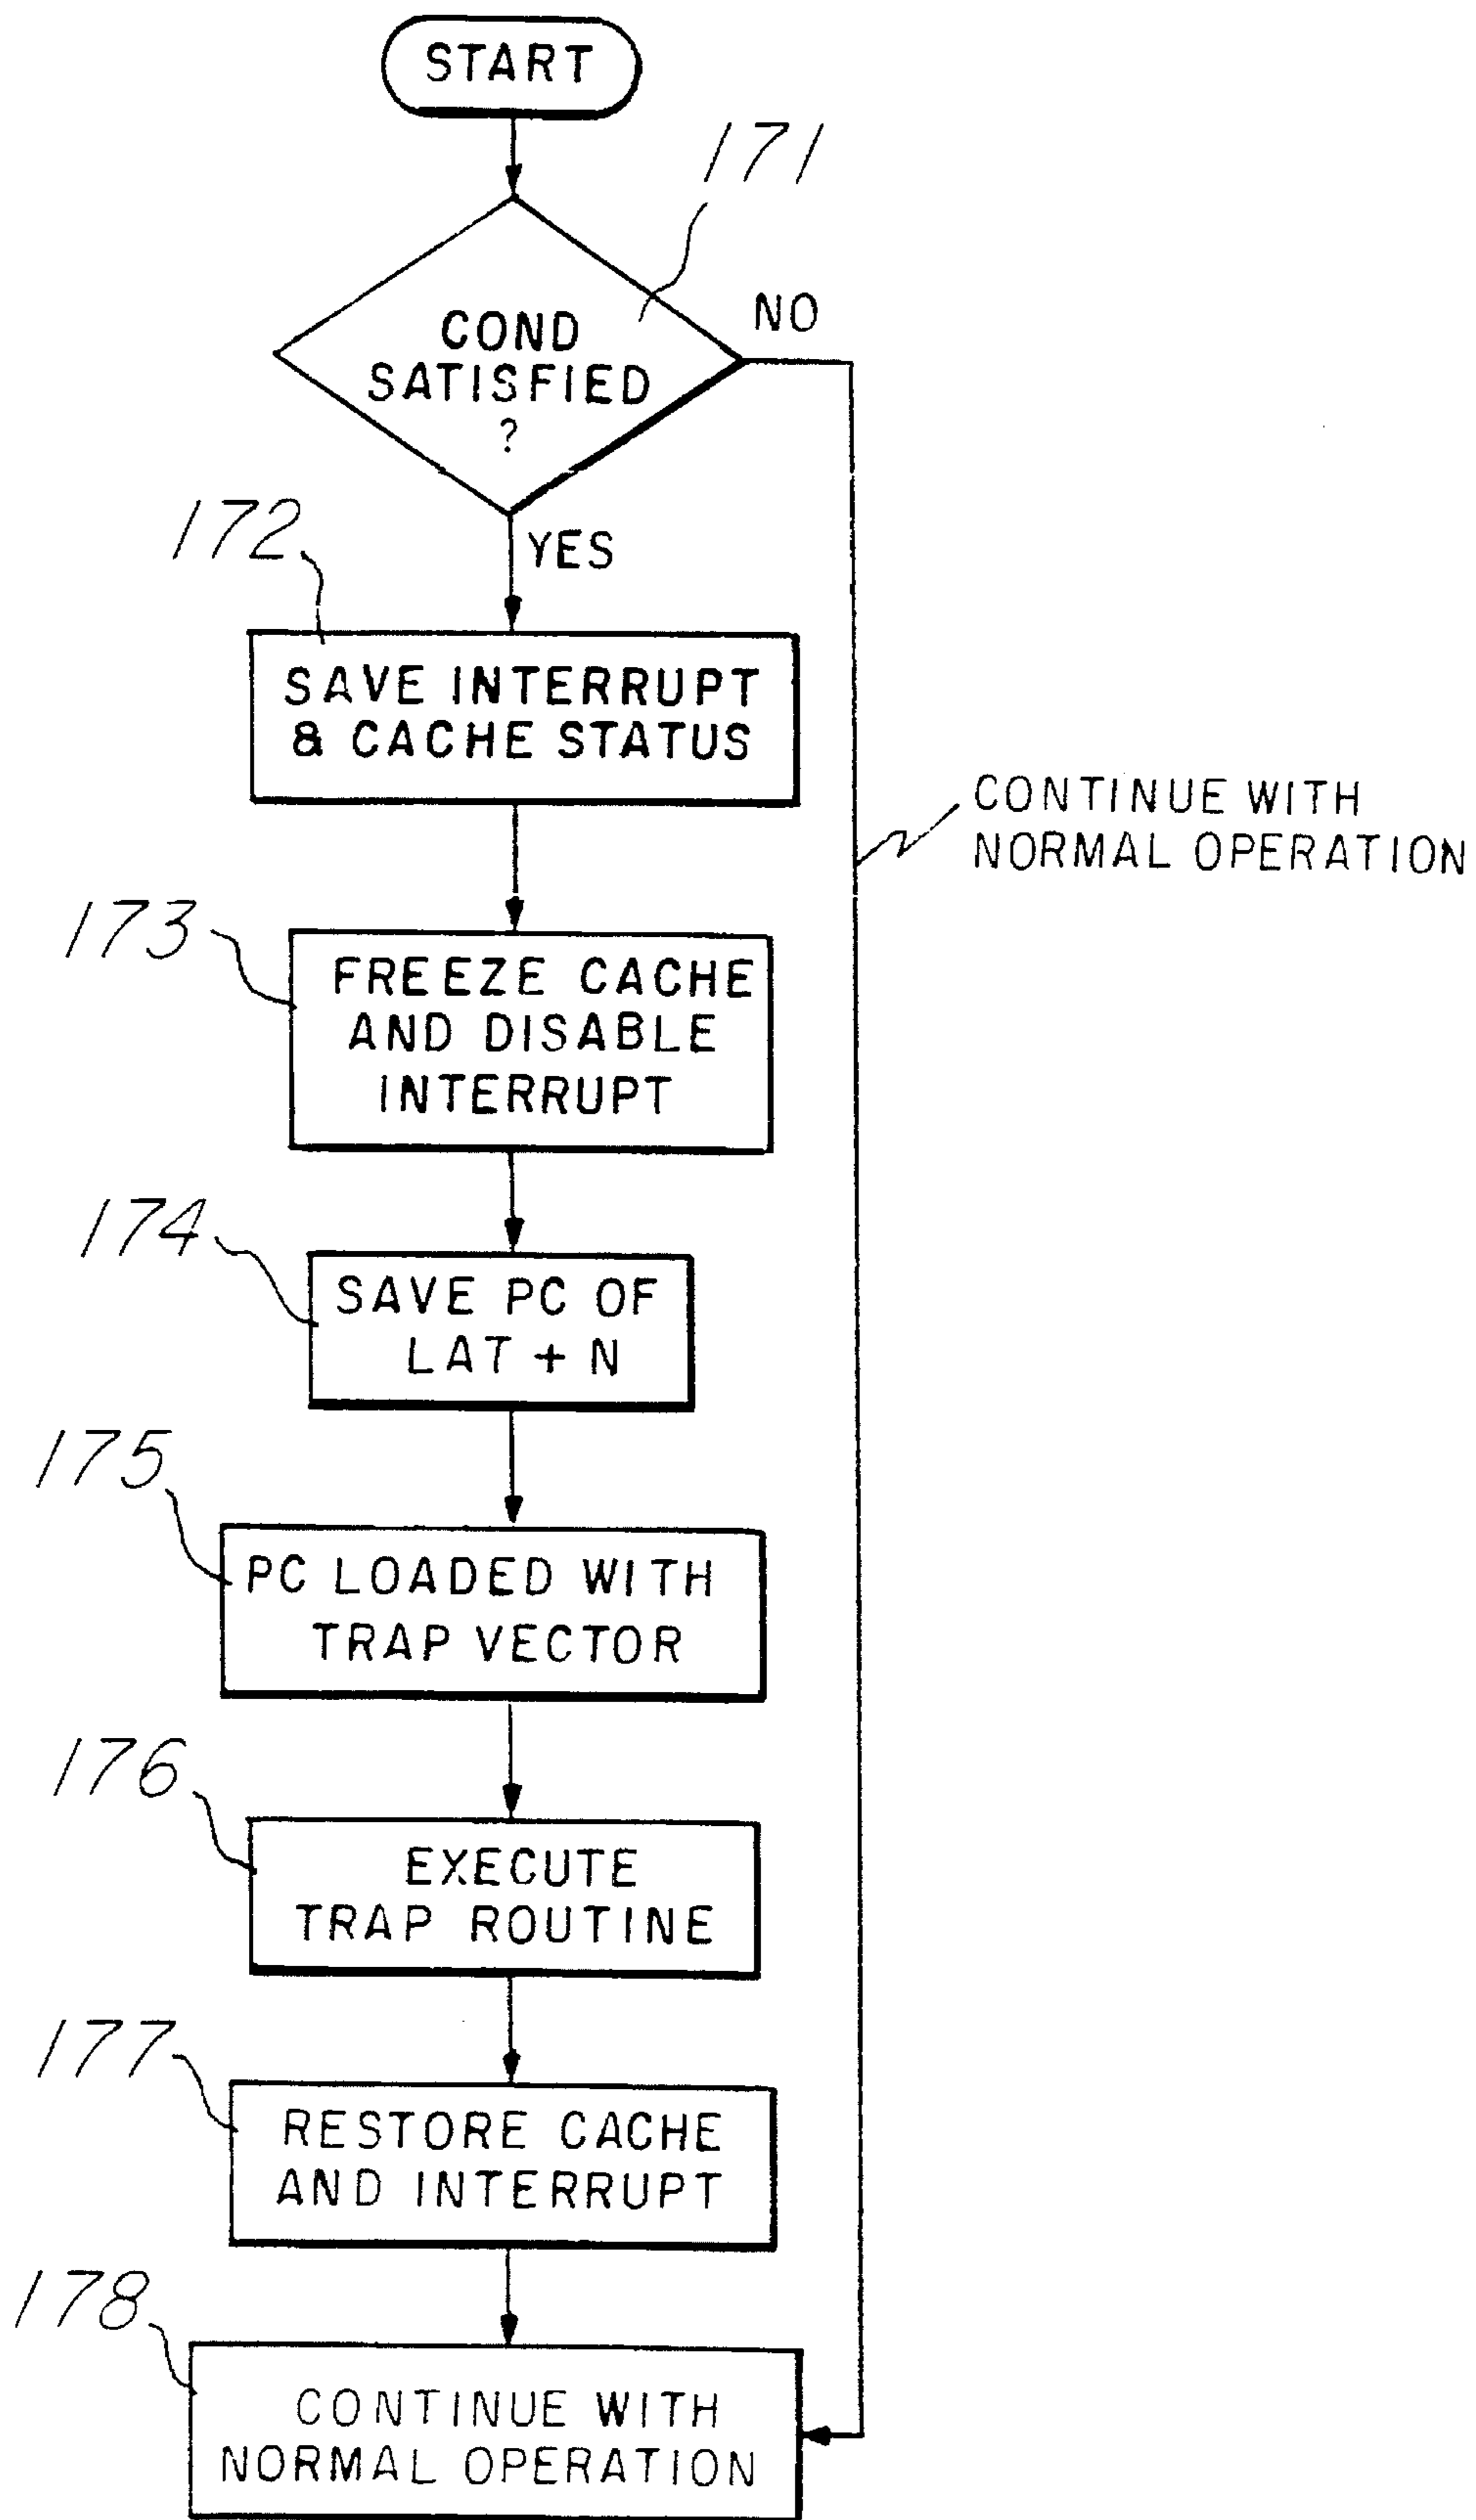 START
171
COND
SATISFIED
?
NO
YES
172
SAVE INTERRUPT
& CACHE STATUS
CONTINUE WITH
NORMAL OPERATION
173
FREEZE CACHE
AND DISABLE
INTERRUPT
174
SAVE PC OF
LAT + N
175
PC LOADED WITH
TRAP VECTOR
176
EXECUTE
TRAP ROUTINE
177
RESTORE CACHE
AND INTERRUPT
178
CONTINUE WITH
NORMAL OPERATION